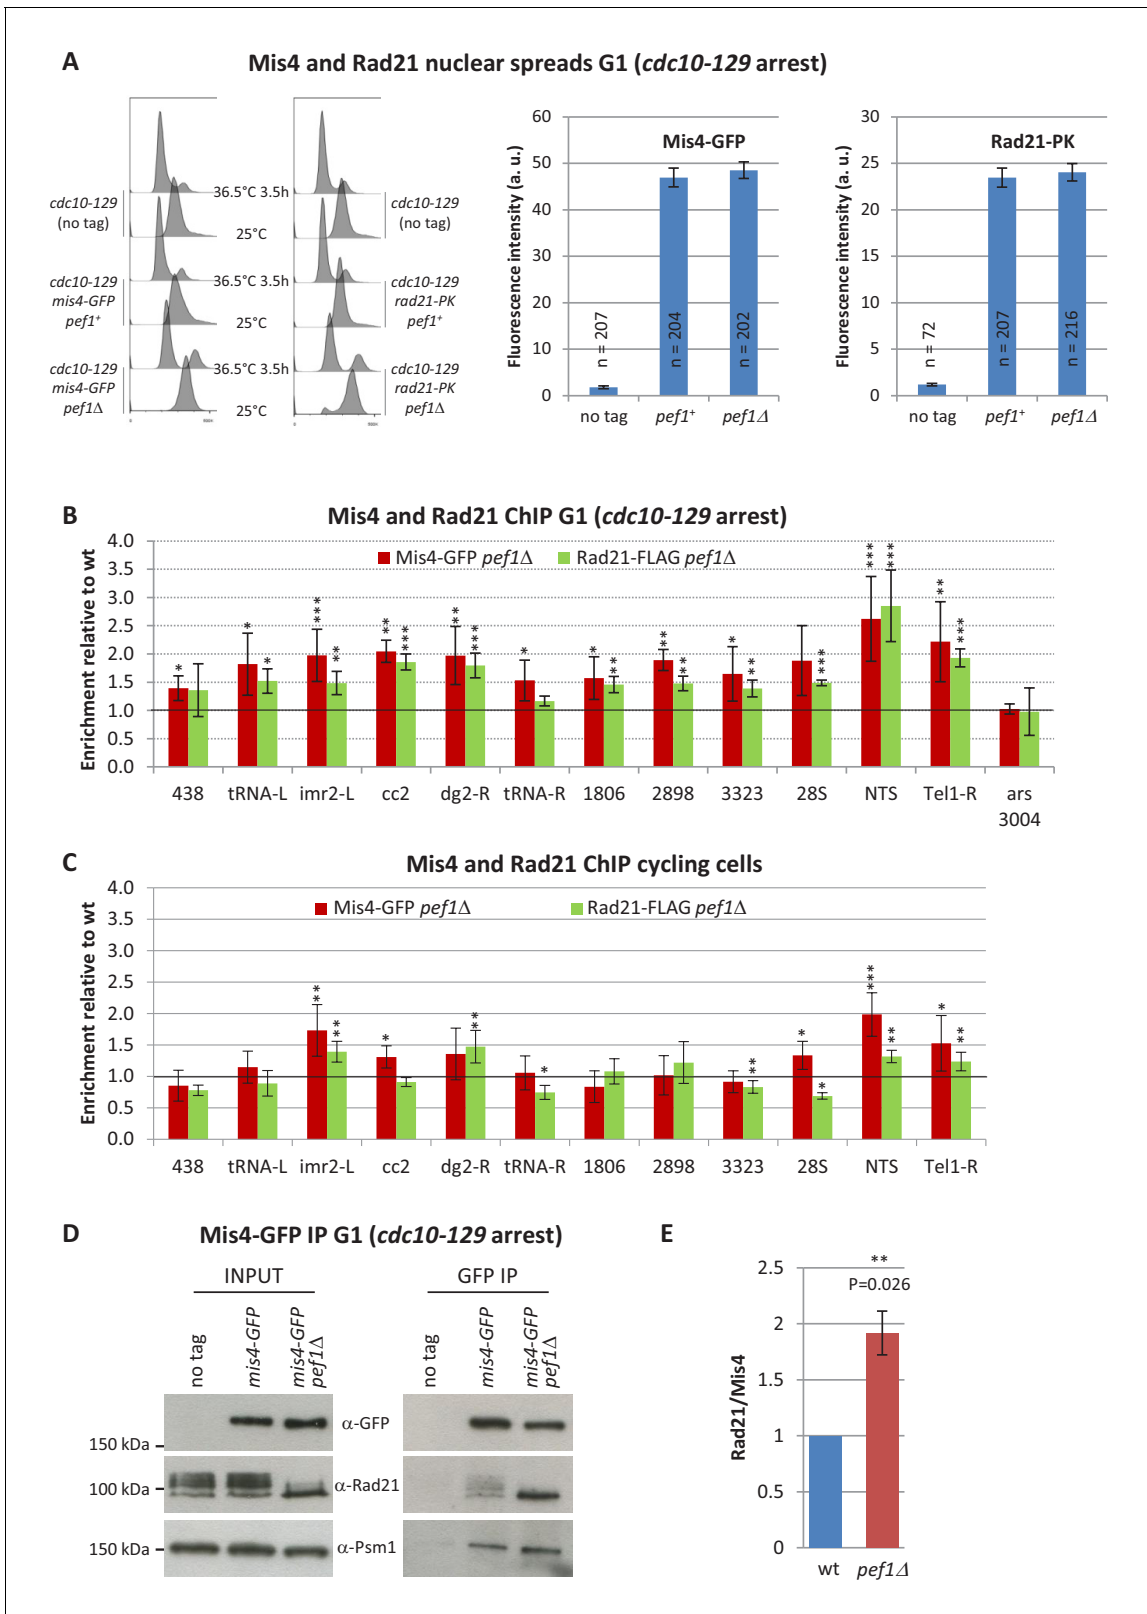 A
Mis4 and Rad21 nuclear spreads G1 (cdc10-129 arrest)
cdc10-129
(no tag)
36.5°C 3.5h
25°C
cdc10-129
(no tag)
cdc10-129
mis4-GFP
pef1+
36.5°C 3.5h
25°C
cdc10-129
rad21-PK
pef1+
cdc10-129
mis4-GFP
pef1Δ
36.5°C 3.5h
25°C
cdc10-129
rad21-PK
pef1Δ
Fluorescence intensity (a. u.)
60
50
40
30
20
10
0
Mis4-GFP
n = 207
n = 204
n = 202
no tag pef1+ pef1Δ
Fluorescence intensity (a. u.)
30
25
20
15
10
5
0
Rad21-PK
n = 72
n = 207
n = 216
no tag pef1+ pef1Δ
B
Mis4 and Rad21 ChIP G1 (cdc10-129 arrest)
Enrichment relative to wt
4.0
3.5
3.0
2.5
2.0
1.5
1.0
0.5
0.0
Mis4-GFP pef1Δ Rad21-FLAG pef1Δ
* * * *** ** ** *** ** *** * * ** ** ** * ** *** *** *** ** ***
438 tRNA-L imr2-L cc2 dg2-R tRNA-R 1806 2898 3323 28S NTS Tel1-R ars
3004
C
Mis4 and Rad21 ChIP cycling cells
Enrichment relative to wt
4.0
3.5
3.0
2.5
2.0
1.5
1.0
0.5
0.0
Mis4-GFP pef1Δ Rad21-FLAG pef1Δ
** ** * ** * ** * * *** ** * **
438 tRNA-L imr2-L cc2 dg2-R tRNA-R 1806 2898 3323 28S NTS Tel1-R
D
Mis4-GFP IP G1 (cdc10-129 arrest)
INPUT
GFP IP
no tag
mis4-GFP
mis4-GFP
pef1Δ
no tag
mis4-GFP
mis4-GFP
pef1Δ
150 kDa
α-GFP
100 kDa
α-Rad21
150 kDa
α-Psm1
E
Rad21/Mis4
2.5
2
1.5
1
0.5
0
**
P=0.026
wt pef1Δ